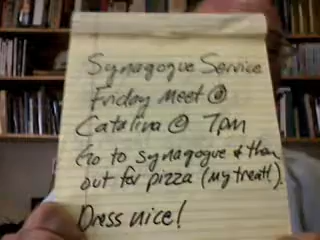 Synagogue Service
Friday Meet @
Catalina @ 7pm
Go to synagogue & then
out for pizza (my treat!).
Dress nice!